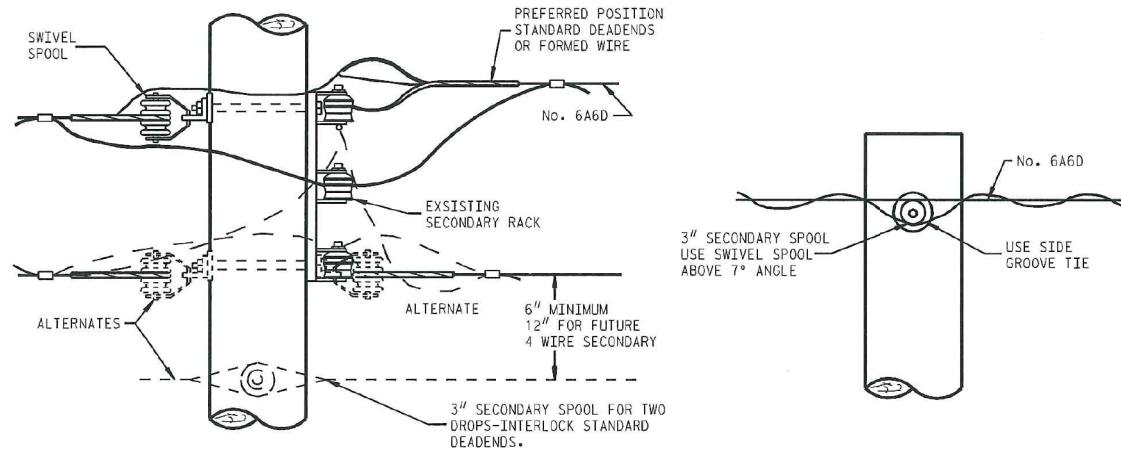 SWIVEL
SPOOL
PREFERRED POSITION
STANDARD DEADENDS
OR FORMED WIRE
No. 6A6D
EXSISTING
SECONDARY RACK
ALTERNATES
ALTERNATE
6" MINIMUM
12" FOR FUTURE
4 WIRE SECONDARY
3" SECONDARY SPOOL FOR TWO
DROPS-INTERLOCK STANDARD
DEADENDS.
No. 6A6D
3" SECONDARY SPOOL
USE SWIVEL SPOOL
ABOVE 7° ANGLE
USE SIDE
GROOVE TIE